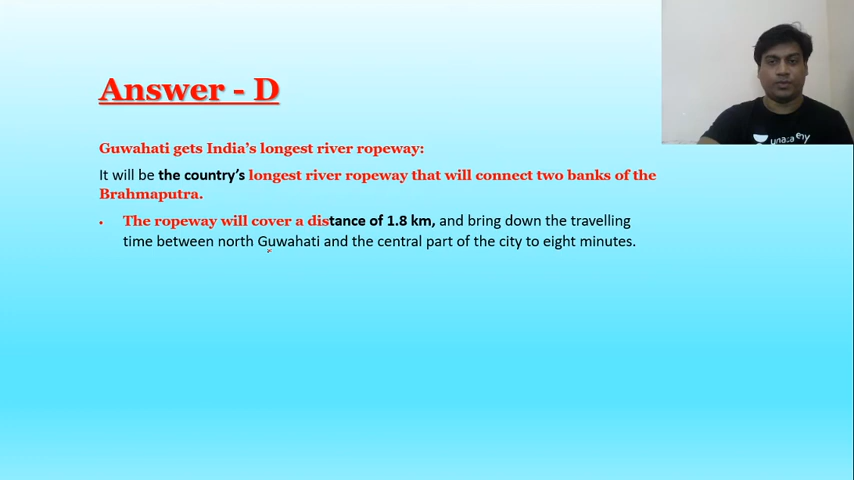 Answer - D
Guwahati gets India's longest river ropeway:
It will be the country's longest river ropeway that will connect two banks of the
Brahmaputra.
• The ropeway will cover a distance of 1.8 km, and bring down the travelling
time between north Guwahati and the central part of the city to eight minutes.